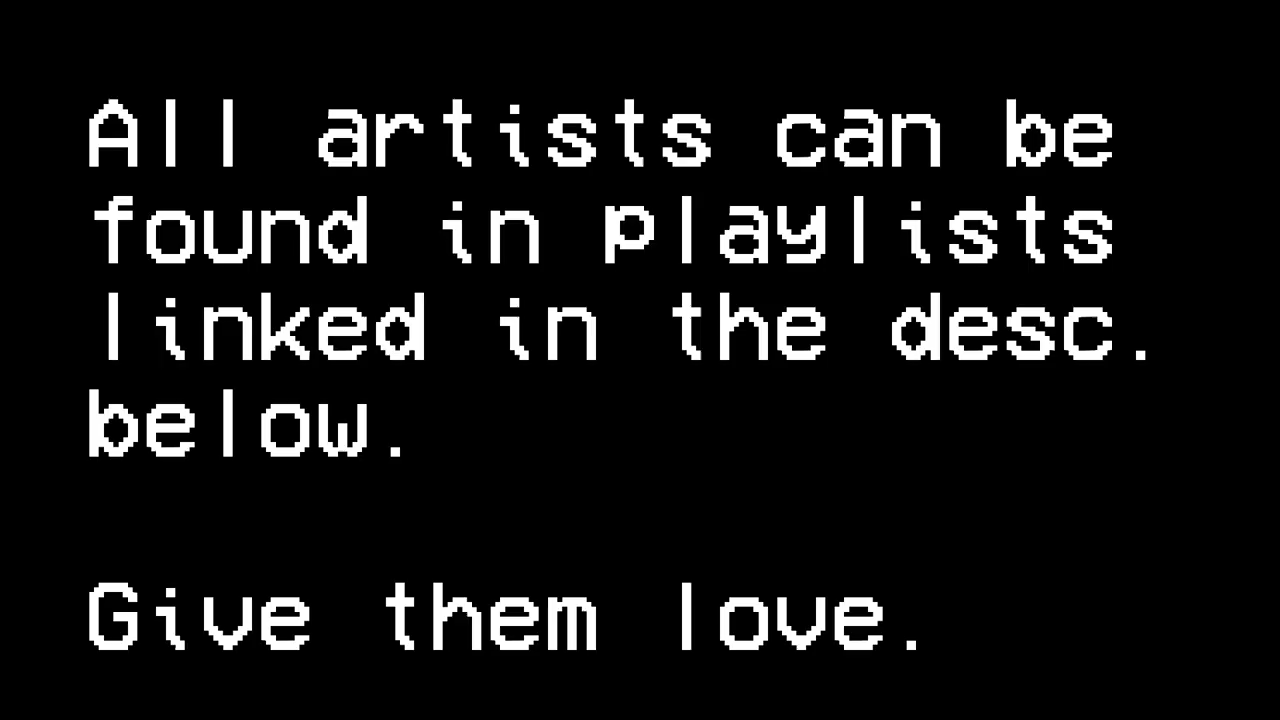 All artists can be
found in playlists
linked in the desc.
below.
Give them love.